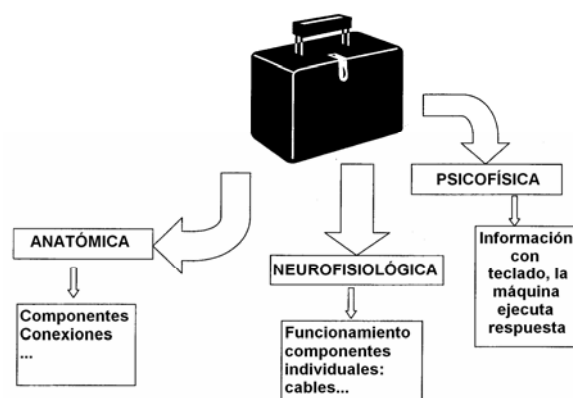 PSICOFÍSICA
Información
con
teclado, la
máquina
ejecuta
respuesta
ANATÓMICA
Componentes
Conexiones
...
NEUROFISIOLÓGICA
Funcionamiento
componentes
individuales:
cables...